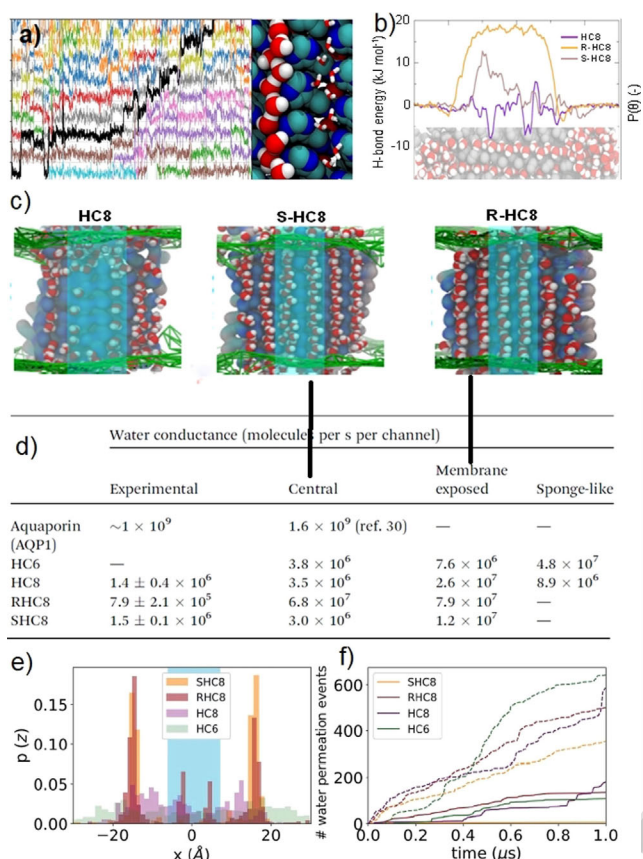 a)
b)
20
10
0
-10
H-bond energy (kJ mol⁻¹)
HC8
R-HC8
S-HC8
P(θ) (-)
c)
HC8
S-HC8
R-HC8
d)
Water conductance (molecules per s per channel)
Experimental Central Membrane exposed Sponge-like
Aquaporin (AQP1) ~1 × 10⁹ 1.6 × 10⁹ (ref. 30) — —
HC6 — 3.8 × 10⁶ 7.6 × 10⁶ 4.8 × 10⁷
HC8 1.4 ± 0.4 × 10⁶ 3.5 × 10⁶ 2.6 × 10⁷ 8.9 × 10⁶
RHC8 7.9 ± 2.1 × 10⁵ 6.8 × 10⁷ 7.9 × 10⁷ —
SHC8 1.5 ± 0.1 × 10⁶ 3.0 × 10⁶ 1.2 × 10⁷ —
e)
SHC8
RHC8
HC8
HC6
p (z)
0.15
0.10
0.05
0.00
−20 0 20
x (Å)
f)
SHC8
RHC8
HC8
HC6
# water permeation events
600
400
200
0
0.0 0.2 0.4 0.6 0.8 1.0
time (μs)